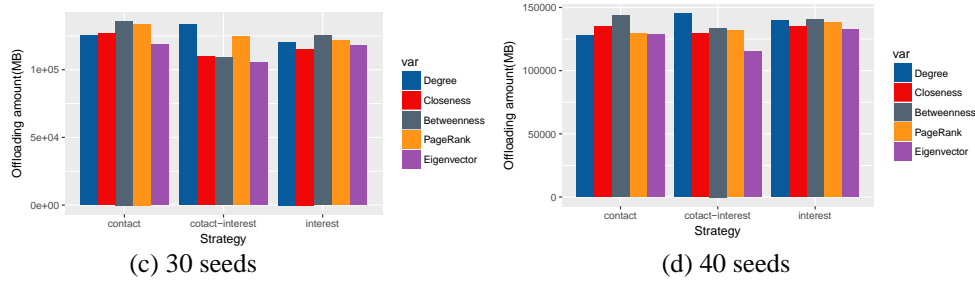 Offloading amount(MB)
1e+05
5e+04
0e+00
contact
cotact−interest
interest
Strategy
var
Degree
Closeness
Betweenness
PageRank
Eigenvector
(c) 30 seeds
Offloading amount(MB)
150000
100000
50000
0
contact
cotact−interest
interest
Strategy
var
Degree
Closeness
Betweenness
PageRank
Eigenvector
(d) 40 seeds